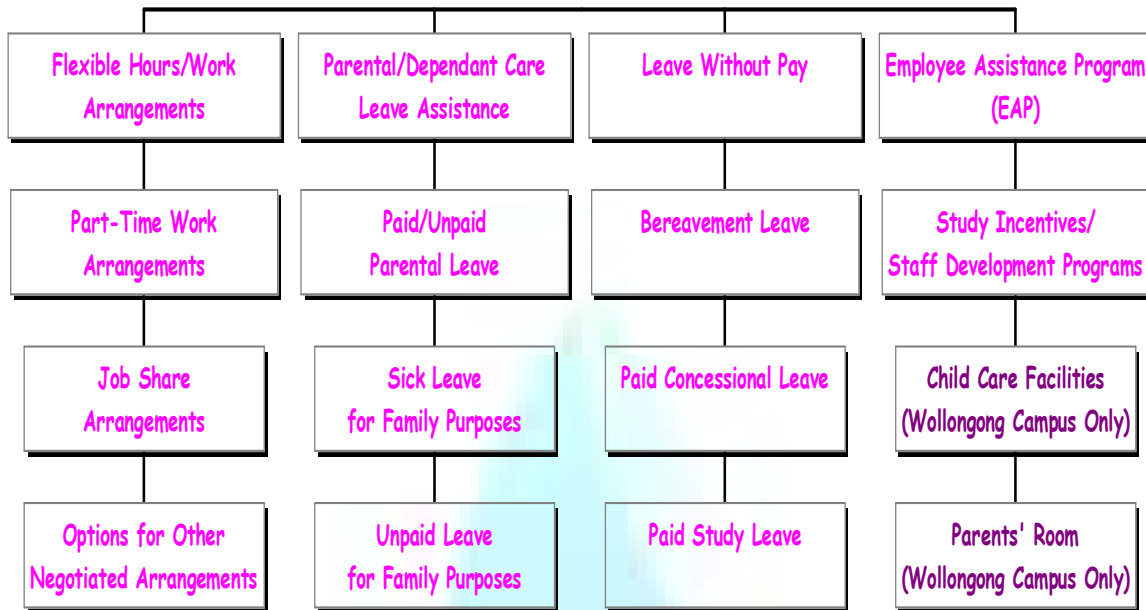 Flexible Hours/Work
Arrangements
Parental/Dependant Care
Leave Assistance
Leave Without Pay
Employee Assistance Program
(EAP)
Part-Time Work
Arrangements
Paid/Unpaid
Parental Leave
Bereavement Leave
Study Incentives/
Staff Development Programs
Job Share
Arrangements
Sick Leave
for Family Purposes
Paid Concessional Leave
Child Care Facilities
(Wollongong Campus Only)
Options for Other
Negotiated Arrangements
Unpaid Leave
for Family Purposes
Paid Study Leave
Parents' Room
(Wollongong Campus Only)